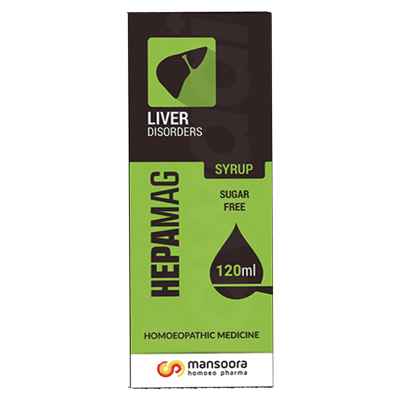 LIVER
DISORDERS
SYRUP
SUGAR
FREE
HEPAMAG
120ml
HOMOEOPATHIC MEDICINE
mansoora
homoeo pharma